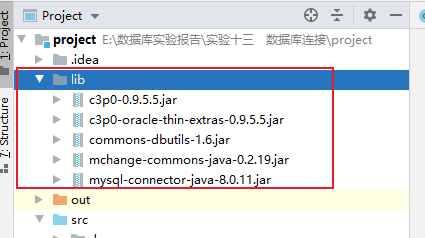 Project
project E:\数据库实验报告\实验十三 数据连接\project
.idea
lib
c3p0-0.9.5.5.jar
c3p0-oracle-thin-extras-0.9.5.5.jar
commons-dbutils-1.6.jar
mchange-commons-java-0.2.19.jar
mysql-connector-java-8.0.11.jar
out
src
1: Project
7: Structure